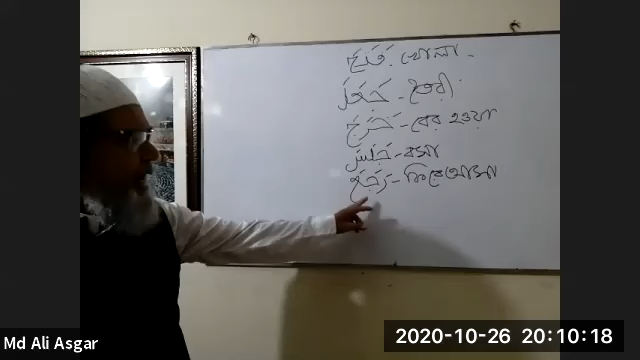 فَتَحَ - খোলা -
جَعَلَ - তৈরী
خَرَجَ - বের হওয়া
جَلَسَ - বসা
رَجَعَ - ফিরে আসা
Md Ali Asgar
2020-10-26 20:10:18